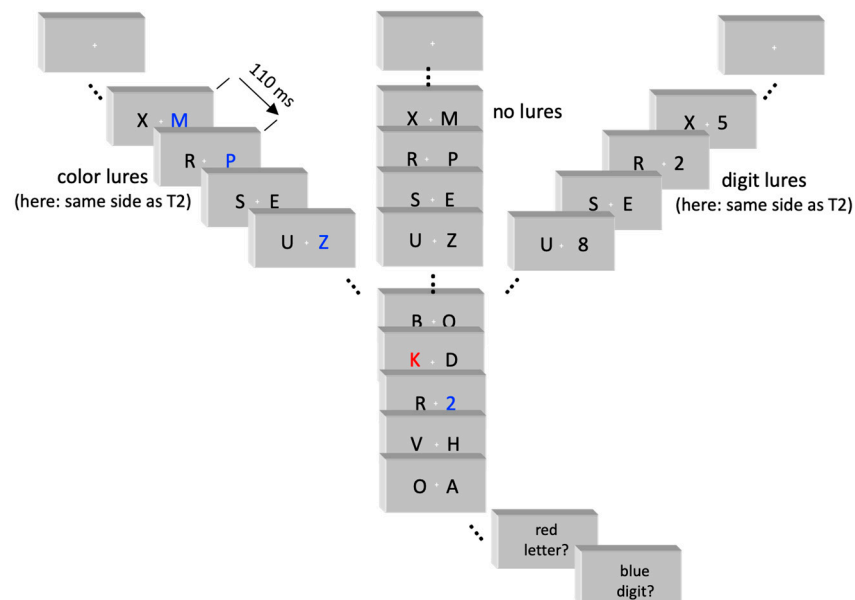 110 ms
X M
R P
color lures
(here: same side as T2)
S E
U Z
X M
no lures
R P
S E
U Z
X 5
R 2
digit lures
(here: same side as T2)
S E
U 8
B O
K D
R 2
V H
O A
red
letter?
blue
digit?